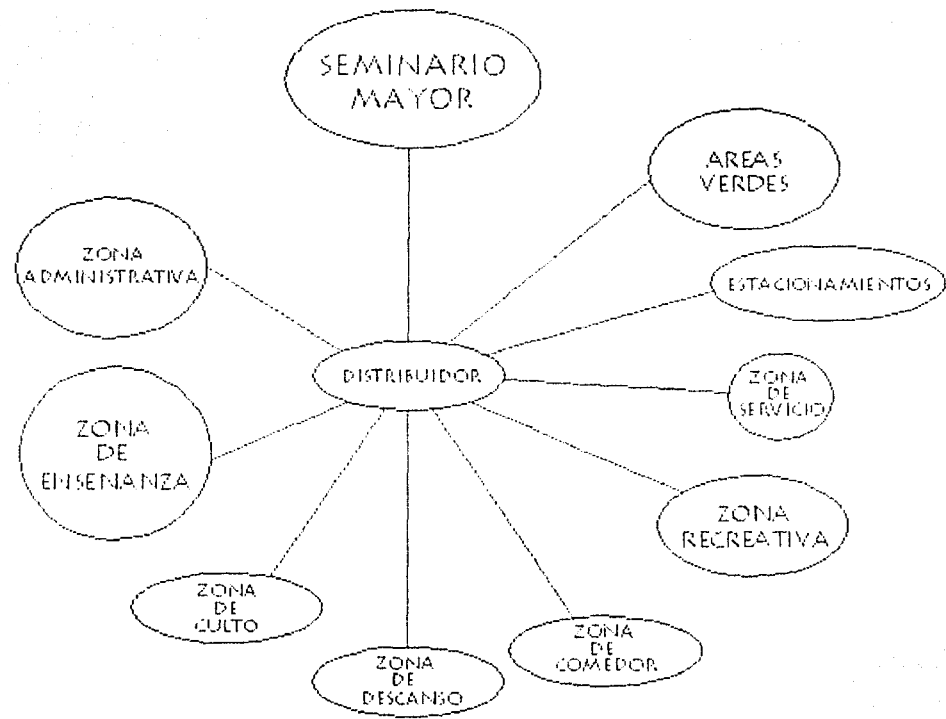 SEMINARIO
MAYOR
AREAS
VERDES
ZONA
ADMINISTRATIVA
ESTACIONAMIENTOS
DISTRIBUIDOR
ZONA
DE
SERVICIO
ZONA
DE
ENSENANZA
ZONA
RECREATIVA
ZONA
DE
CULTO
ZONA
DE
COMEDOR
ZONA
DE
DESCANSO